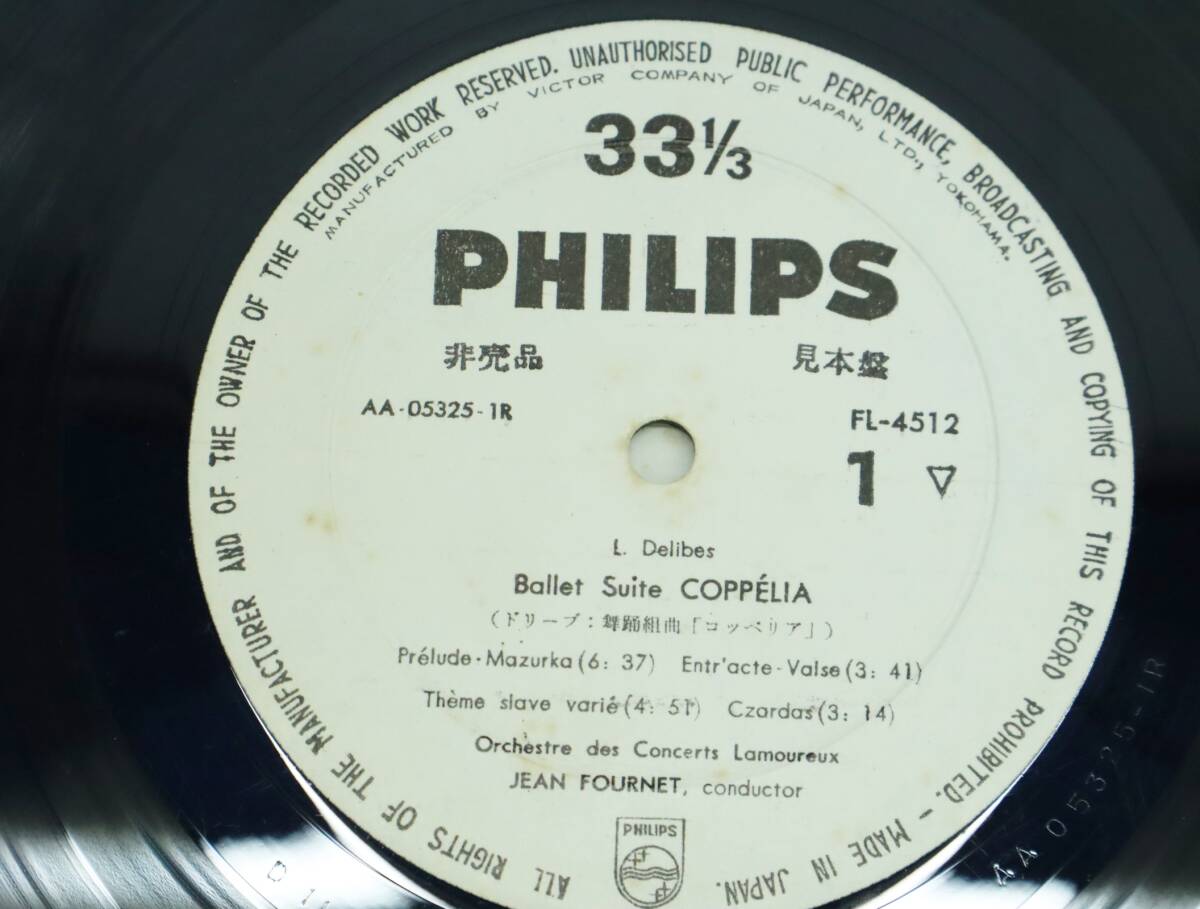 ALL RIGHTS OF THE MANUFACTURER AND OF THE OWNER OF THE RECORDED WORK RESERVED. UNAUTHORISED PUBLIC PERFORMANCE, BROADCASTING AND COPYING OF THIS RECORD PROHIBITED. - MADE IN JAPAN.
MANUFACTURED BY VICTOR COMPANY OF JAPAN, LTD., YOKOHAMA.
33⅓
PHILIPS
非売品 見本盤
AA-05325-1R FL-4512
1 ▽
L. Delibes
Ballet Suite COPPÉLIA
(ドリーブ：舞踊組曲「コッペリア」)
Prélude-Mazurka(6: 37) Entr'acte-Valse(3: 41)
Thème slave varié(4: 51) Czardas(3: 14)
Orchestre des Concerts Lamoureux
JEAN FOURNET, conductor
PHILIPS
AA 05325-1R